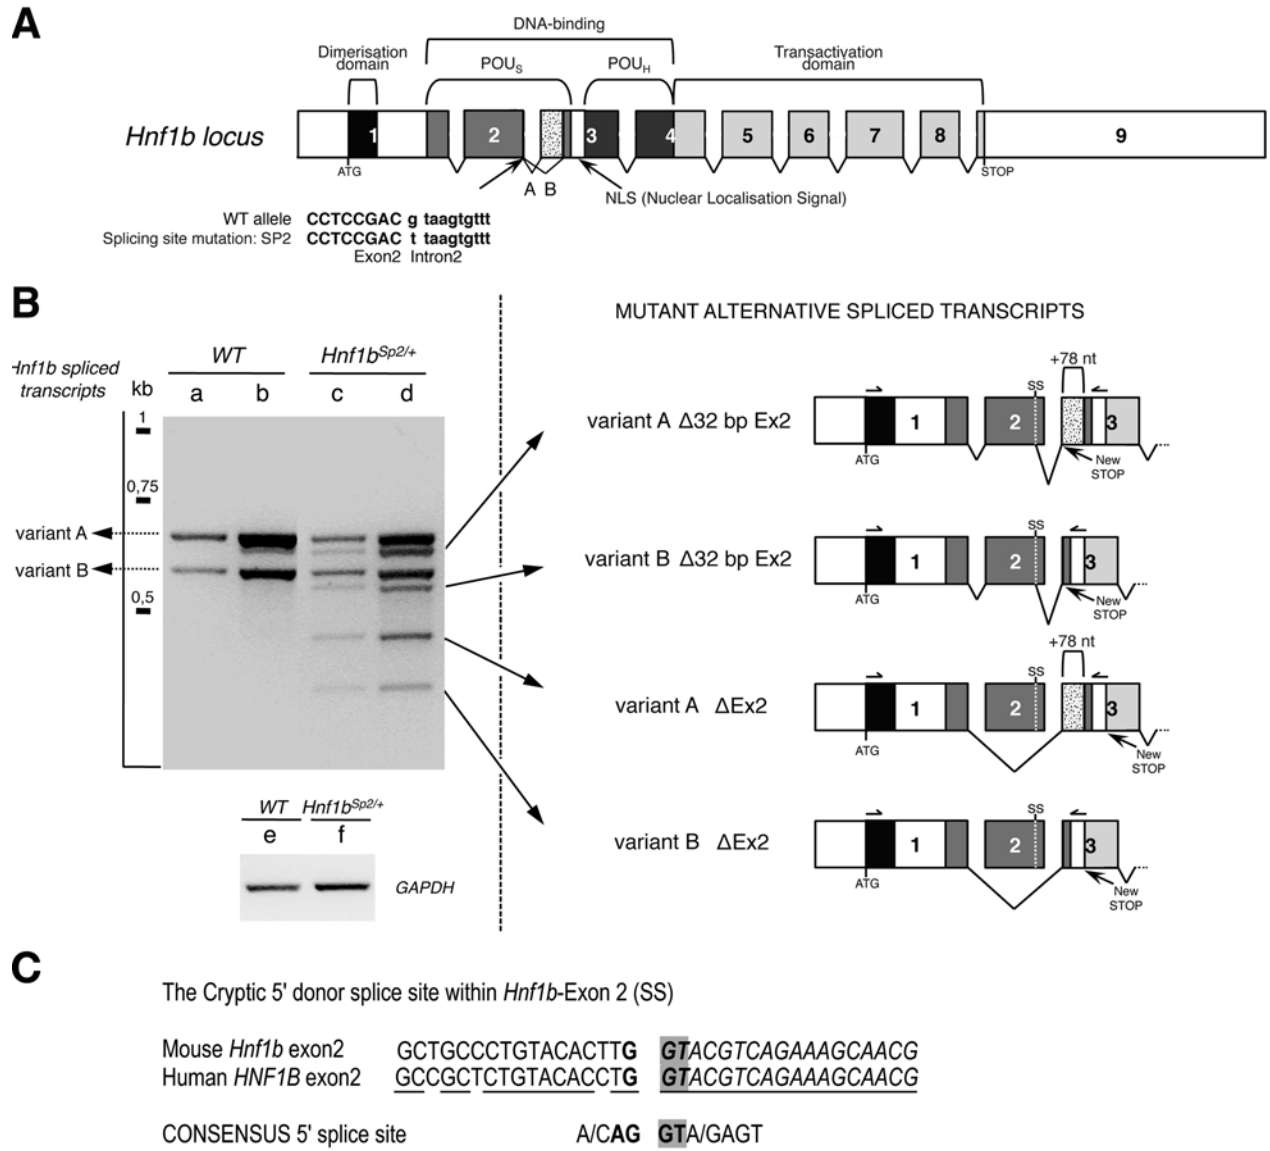 A
DNA-binding
Dimerisation
domain
POUS
POUH
Transactivation
domain
Hnf1b locus
1 2 3 4 5 6 7 8 9
ATG
A B
STOP
NLS (Nuclear Localisation Signal)
WT allele CCTCCGAC g taagtgttt
Splicing site mutation: SP2 CCTCCGAC t taagtgttt
Exon2 Intron2
B
MUTANT ALTERNATIVE SPLICED TRANSCRIPTS
Hnf1b spliced
transcripts
WT Hnf1bSp2/+
kb a b c d
1
0,75
variant A
variant B
0,5
+78 nt
SS
variant A Δ32 bp Ex2 1 2 3
ATG
New
STOP
SS
variant B Δ32 bp Ex2 1 2 3
ATG
New
STOP
+78 nt
SS
variant A ΔEx2 1 2 3
ATG
New
STOP
SS
variant B ΔEx2 1 2 3
ATG
New
STOP
WT Hnf1bSp2/+
e f
GAPDH
C
The Cryptic 5' donor splice site within Hnf1b-Exon 2 (SS)
Mouse Hnf1b exon2 GCTGCCCTGTACACTTG GTACGTCAGAAAGCAACG
Human HNF1B exon2 GCCGCTCTGTACACCTG GTACGTCAGAAAGCAACG
CONSENSUS 5' splice site A/CAG GTA/GAGT